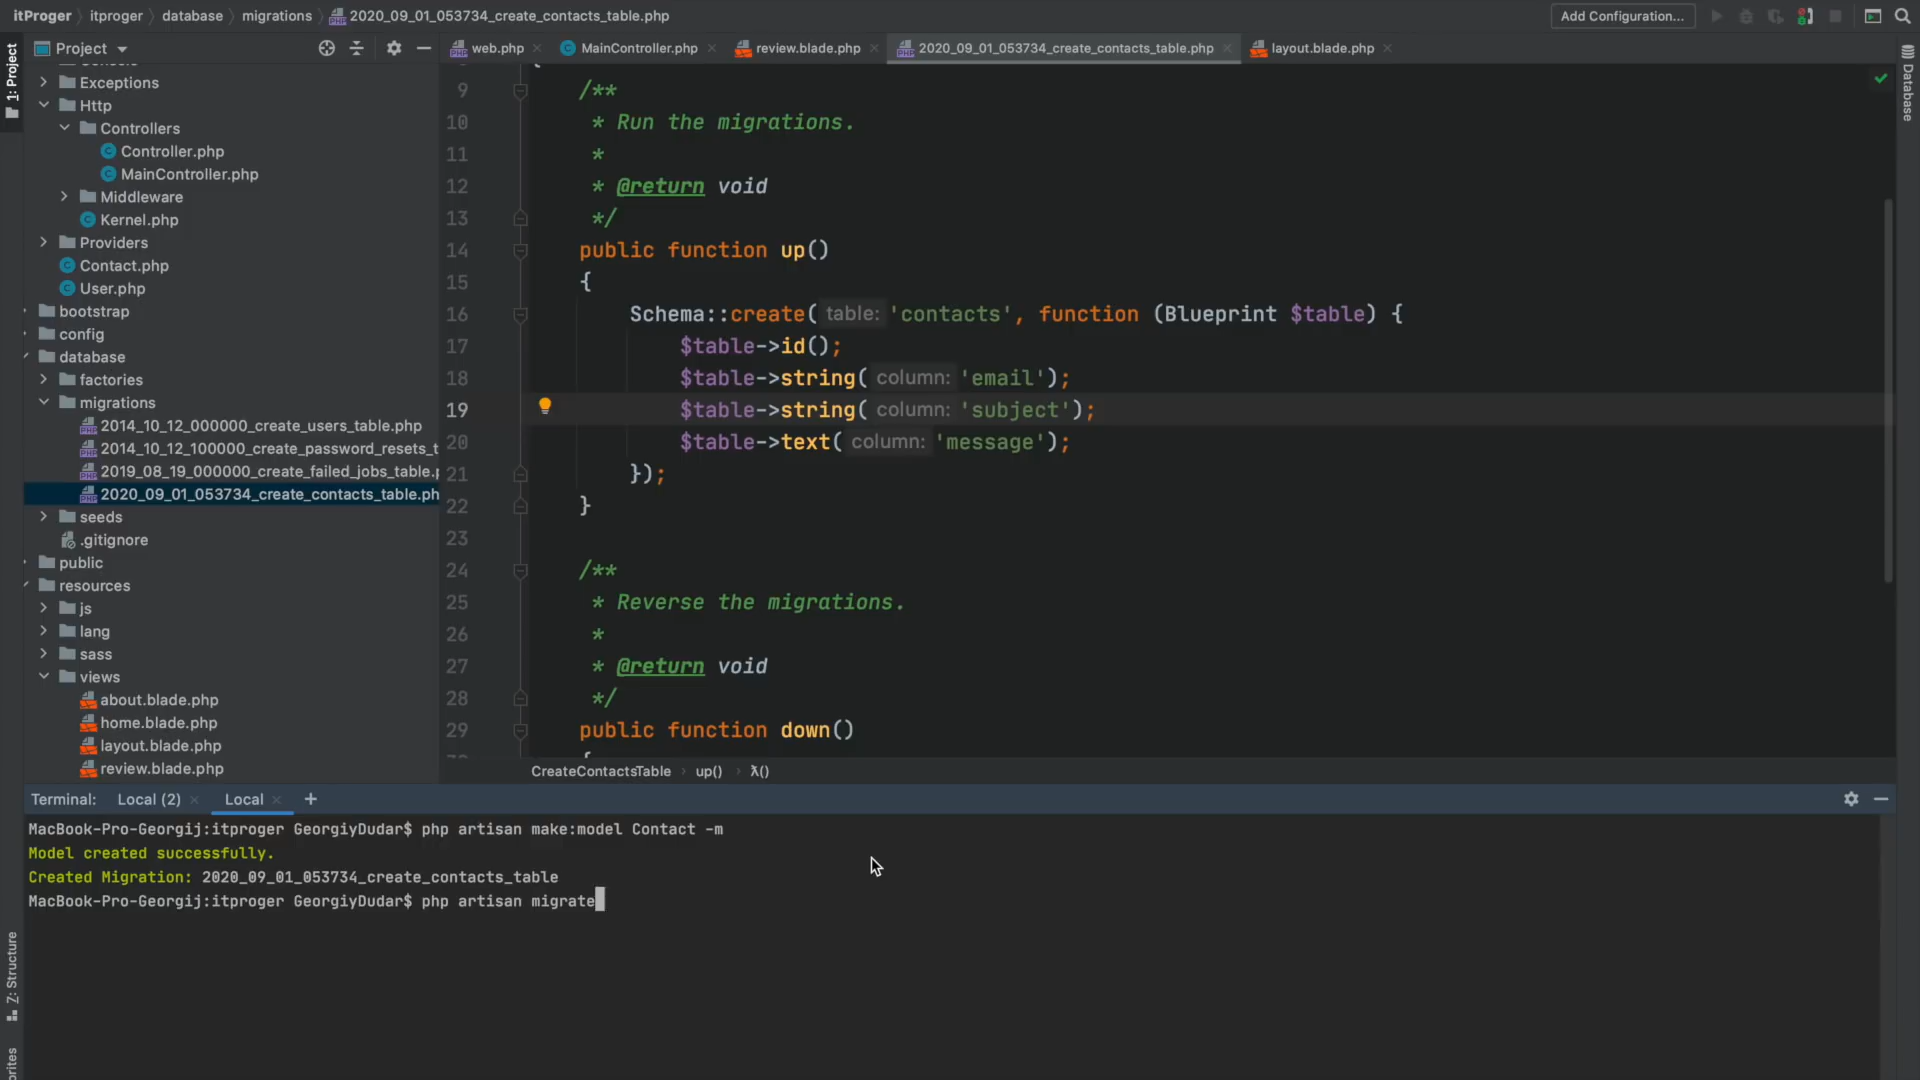 itProger
itproger
database
migrations
2020_09_01_053734_create_contacts_table.php
Add Configuration...
1: Project
Project
Exceptions
Http
Controllers
Controller.php
MainController.php
Middleware
Kernel.php
Providers
Contact.php
User.php
bootstrap
config
database
factories
migrations
2014_10_12_000000_create_users_table.php
2014_10_12_100000_create_password_resets_t
2019_08_19_000000_create_failed_jobs_table.p
2020_09_01_053734_create_contacts_table.ph
seeds
.gitignore
public
resources
js
lang
sass
views
about.blade.php
home.blade.php
layout.blade.php
review.blade.php
web.php
MainController.php
review.blade.php
2020_09_01_053734_create_contacts_table.php
layout.blade.php
Database
9 /**
10 * Run the migrations.
11 *
12 * @return void
13 */
14 public function up()
15 {
16 Schema::create( table: 'contacts', function (Blueprint $table) {
17 $table->id();
18 $table->string( column: 'email');
19 $table->string( column: 'subject');
20 $table->text( column: 'message');
21 });
22 }
23
24 /**
25 * Reverse the migrations.
26 *
27 * @return void
28 */
29 public function down()
{
CreateContactsTable
up()
λ()
Terminal:
Local (2)
Local
MacBook-Pro-Georgij:itproger GeorgiyDudar$ php artisan make:model Contact -m
Model created successfully.
Created Migration: 2020_09_01_053734_create_contacts_table
MacBook-Pro-Georgij:itproger GeorgiyDudar$ php artisan migrate
Z: Structure